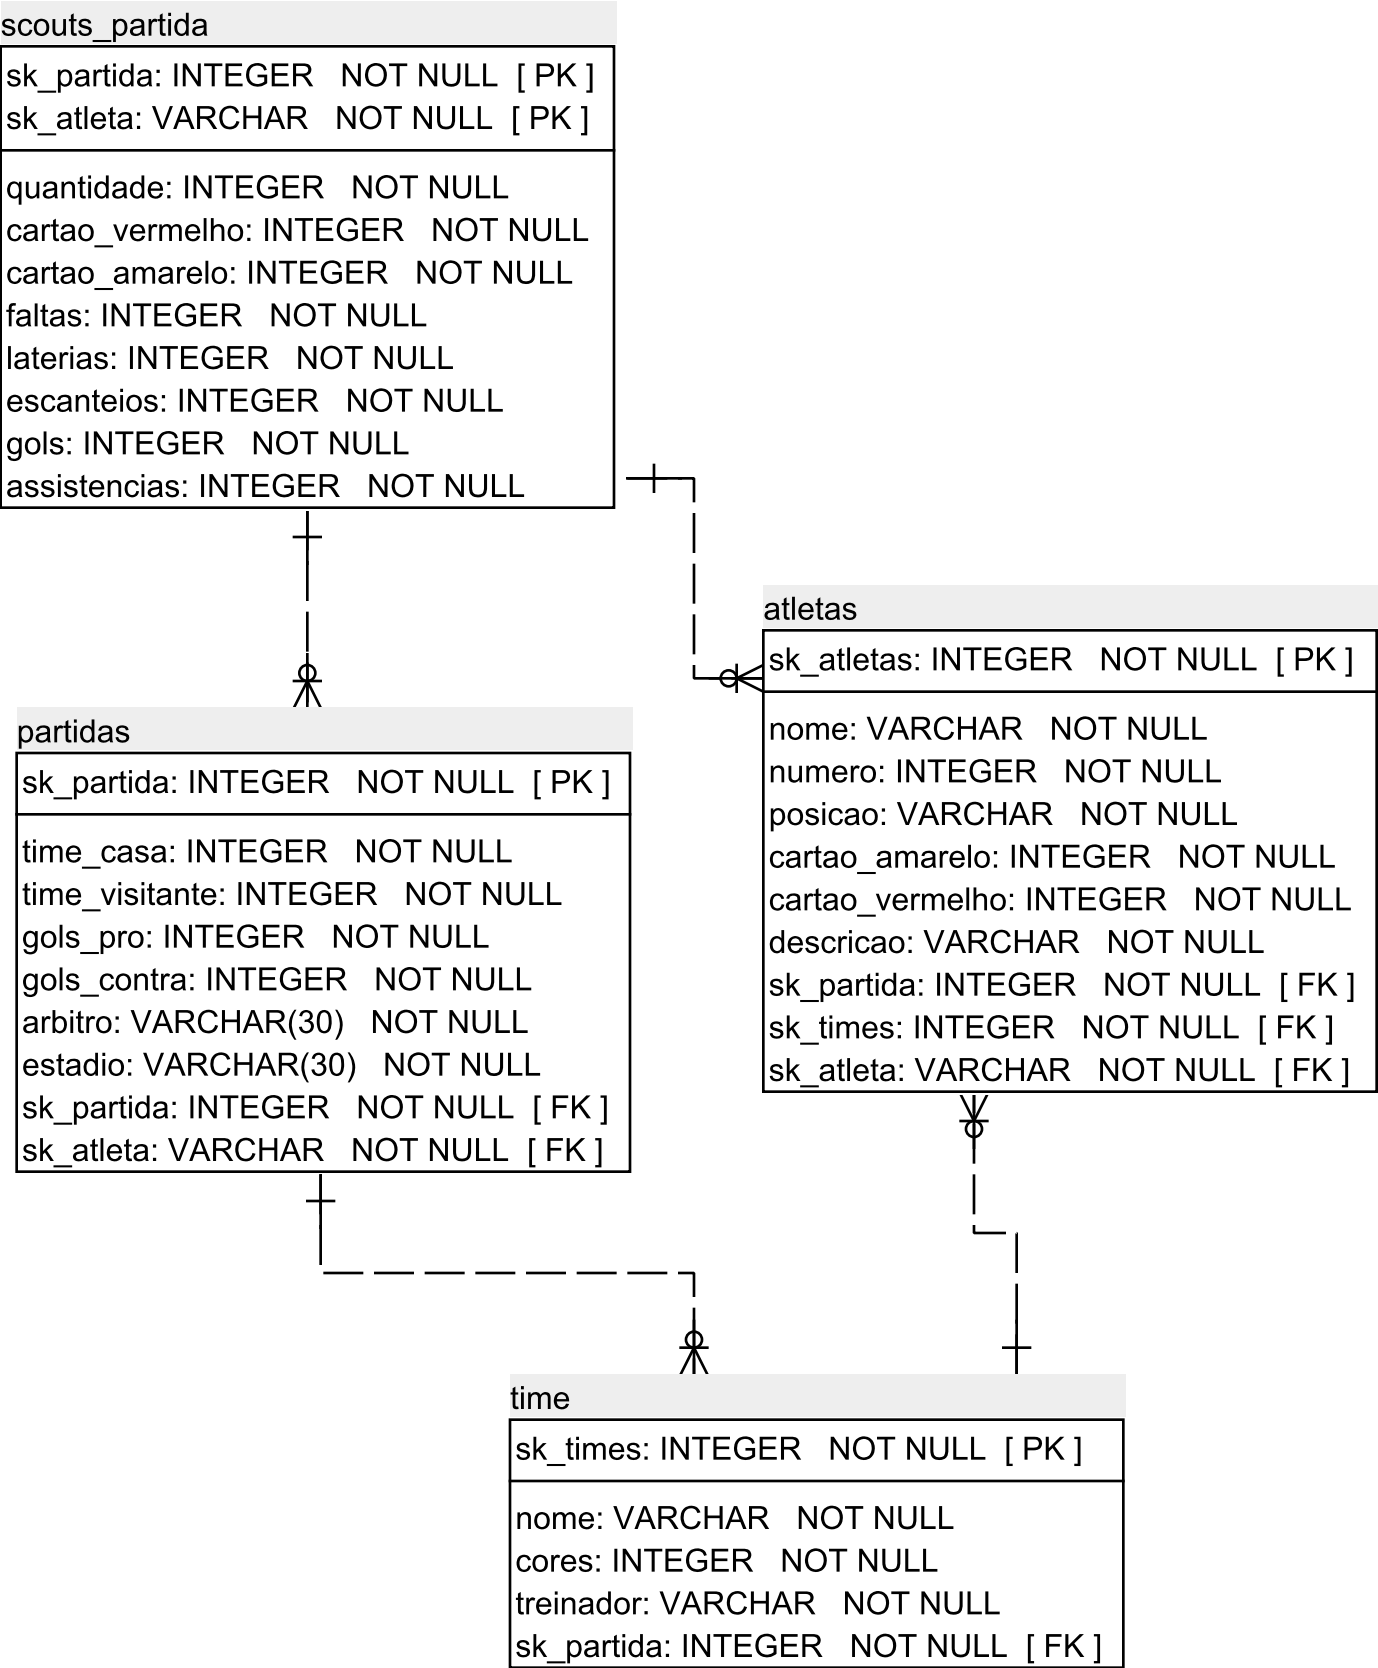 scouts_partida
sk_partida: INTEGER NOT NULL [ PK ]
sk_atleta: VARCHAR NOT NULL [ PK ]
quantidade: INTEGER NOT NULL
cartao_vermelho: INTEGER NOT NULL
cartao_amarelo: INTEGER NOT NULL
faltas: INTEGER NOT NULL
laterias: INTEGER NOT NULL
escanteios: INTEGER NOT NULL
gols: INTEGER NOT NULL
assistencias: INTEGER NOT NULL
atletas
sk_atletas: INTEGER NOT NULL [ PK ]
nome: VARCHAR NOT NULL
numero: INTEGER NOT NULL
posicao: VARCHAR NOT NULL
cartao_amarelo: INTEGER NOT NULL
cartao_vermelho: INTEGER NOT NULL
descricao: VARCHAR NOT NULL
sk_partida: INTEGER NOT NULL [ FK ]
sk_times: INTEGER NOT NULL [ FK ]
sk_atleta: VARCHAR NOT NULL [ FK ]
partidas
sk_partida: INTEGER NOT NULL [ PK ]
time_casa: INTEGER NOT NULL
time_visitante: INTEGER NOT NULL
gols_pro: INTEGER NOT NULL
gols_contra: INTEGER NOT NULL
arbitro: VARCHAR(30) NOT NULL
estadio: VARCHAR(30) NOT NULL
sk_partida: INTEGER NOT NULL [ FK ]
sk_atleta: VARCHAR NOT NULL [ FK ]
time
sk_times: INTEGER NOT NULL [ PK ]
nome: VARCHAR NOT NULL
cores: INTEGER NOT NULL
treinador: VARCHAR NOT NULL
sk_partida: INTEGER NOT NULL [ FK ]